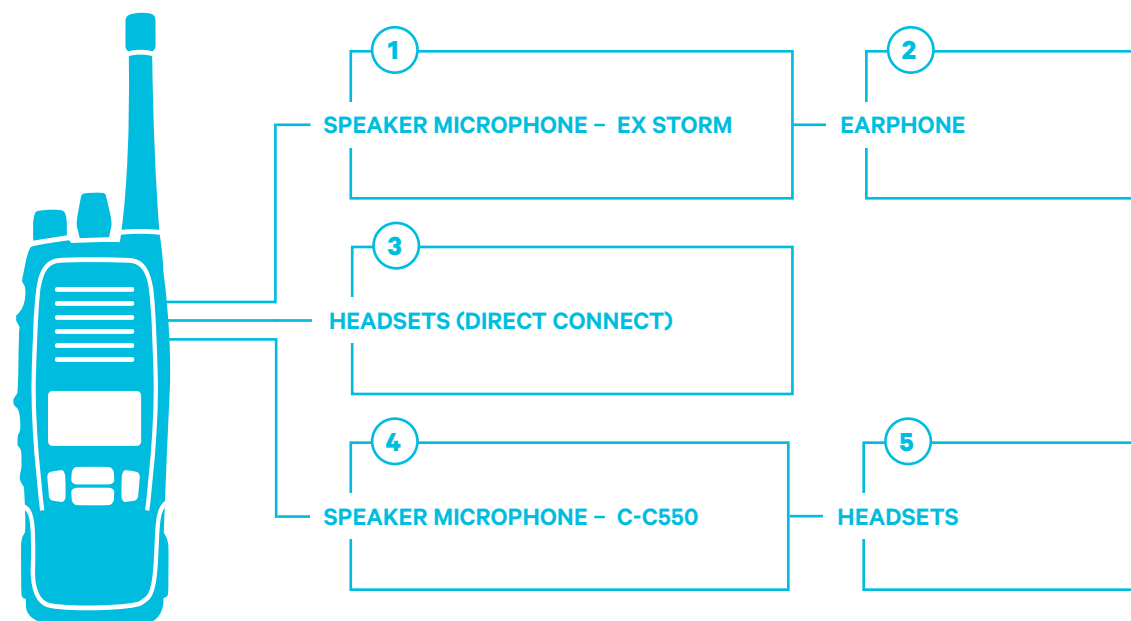 1
SPEAKER MICROPHONE – EX STORM
2
EARPHONE
3
HEADSETS (DIRECT CONNECT)
4
SPEAKER MICROPHONE – C-C550
5
HEADSETS